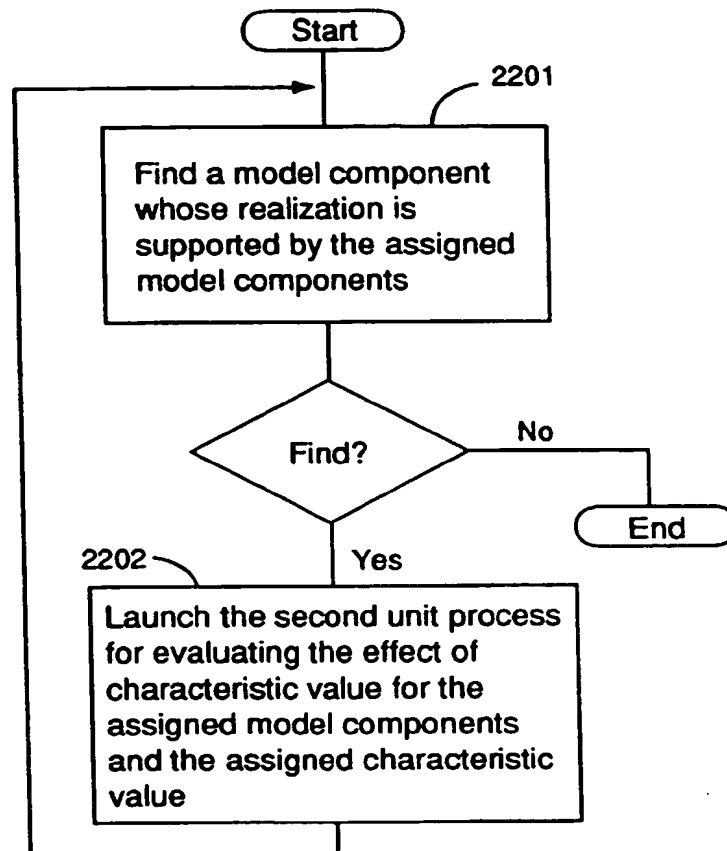 Start
2201
Find a model component
whose realization is
supported by the assigned
model components
Find?
No
End
Yes
2202
Launch the second unit process
for evaluating the effect of
characteristic value for the
assigned model components
and the assigned characteristic
value